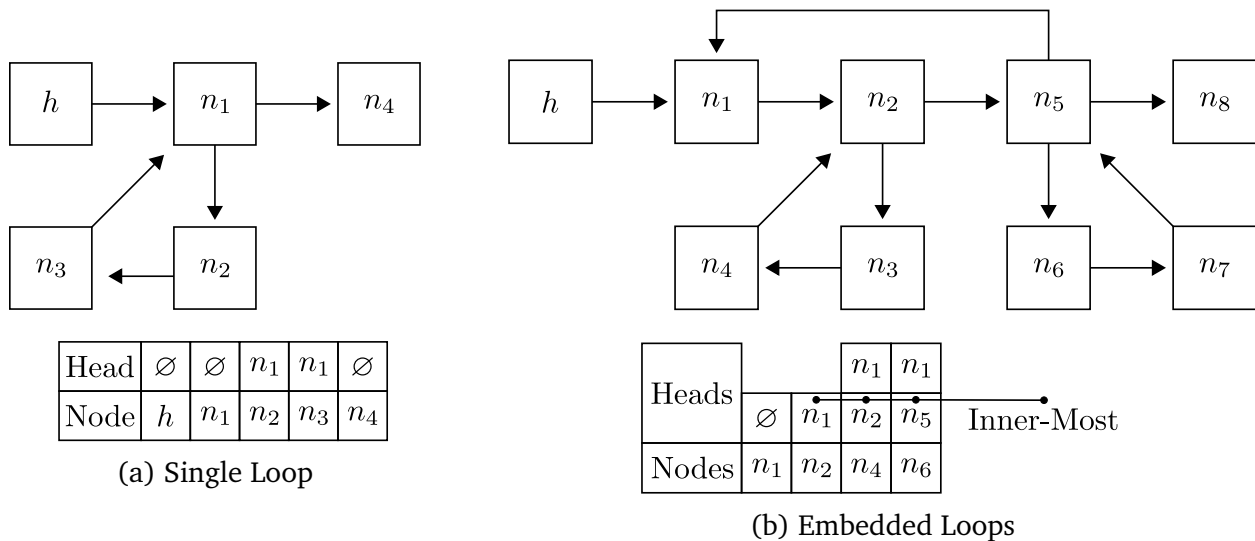 h n₁ n₄
n₃ n₂
Head ∅ ∅ n₁ n₁ ∅
Node h n₁ n₂ n₃ n₄
(a) Single Loop
h n₁ n₂ n₅ n₈
n₄ n₃ n₆ n₇
n₁ n₁
Heads
∅ n₁ n₂ n₅ Inner-Most
Nodes n₁ n₂ n₄ n₆
(b) Embedded Loops